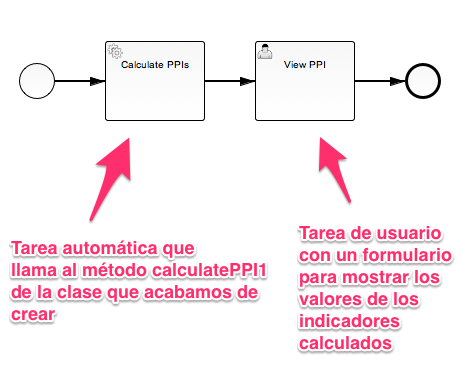 Calculate PPIs
View PPI
Tarea automática que
llama al método calculatePPI1
de la clase que acabamos de
crear
Tarea de usuario
con un formulario
para mostrar los
valores de los
indicadores
calculados